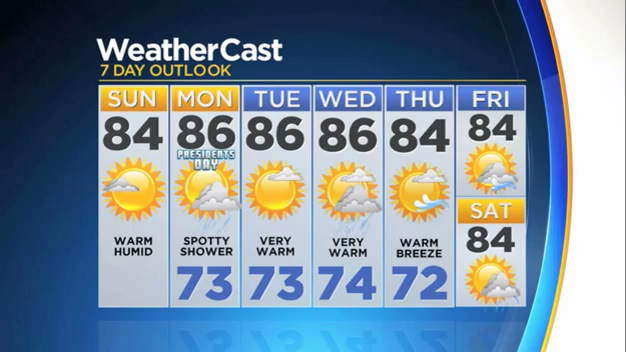 WeatherCast
7 DAY OUTLOOK
SUN
84
WARM
HUMID
MON
86
PRESIDENTS
DAY
SPOTTY
SHOWER
73
TUE
86
VERY
WARM
73
WED
86
VERY
WARM
74
THU
84
WARM
BREEZE
72
FRI
84
SAT
84